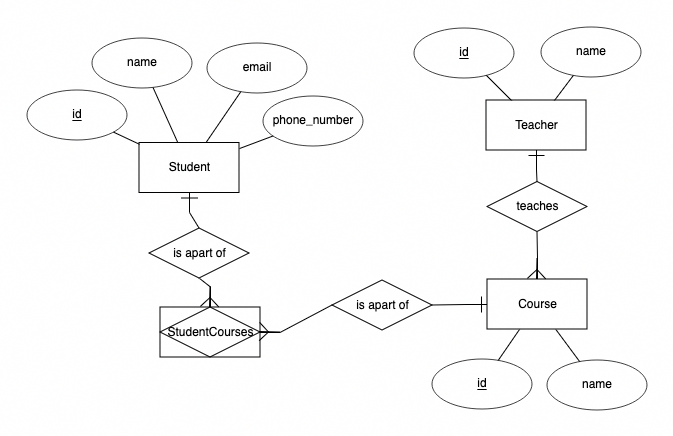 id
name
email
phone_number
Student
is apart of
StudentCourses
is apart of
id
name
Teacher
teaches
Course
id
name